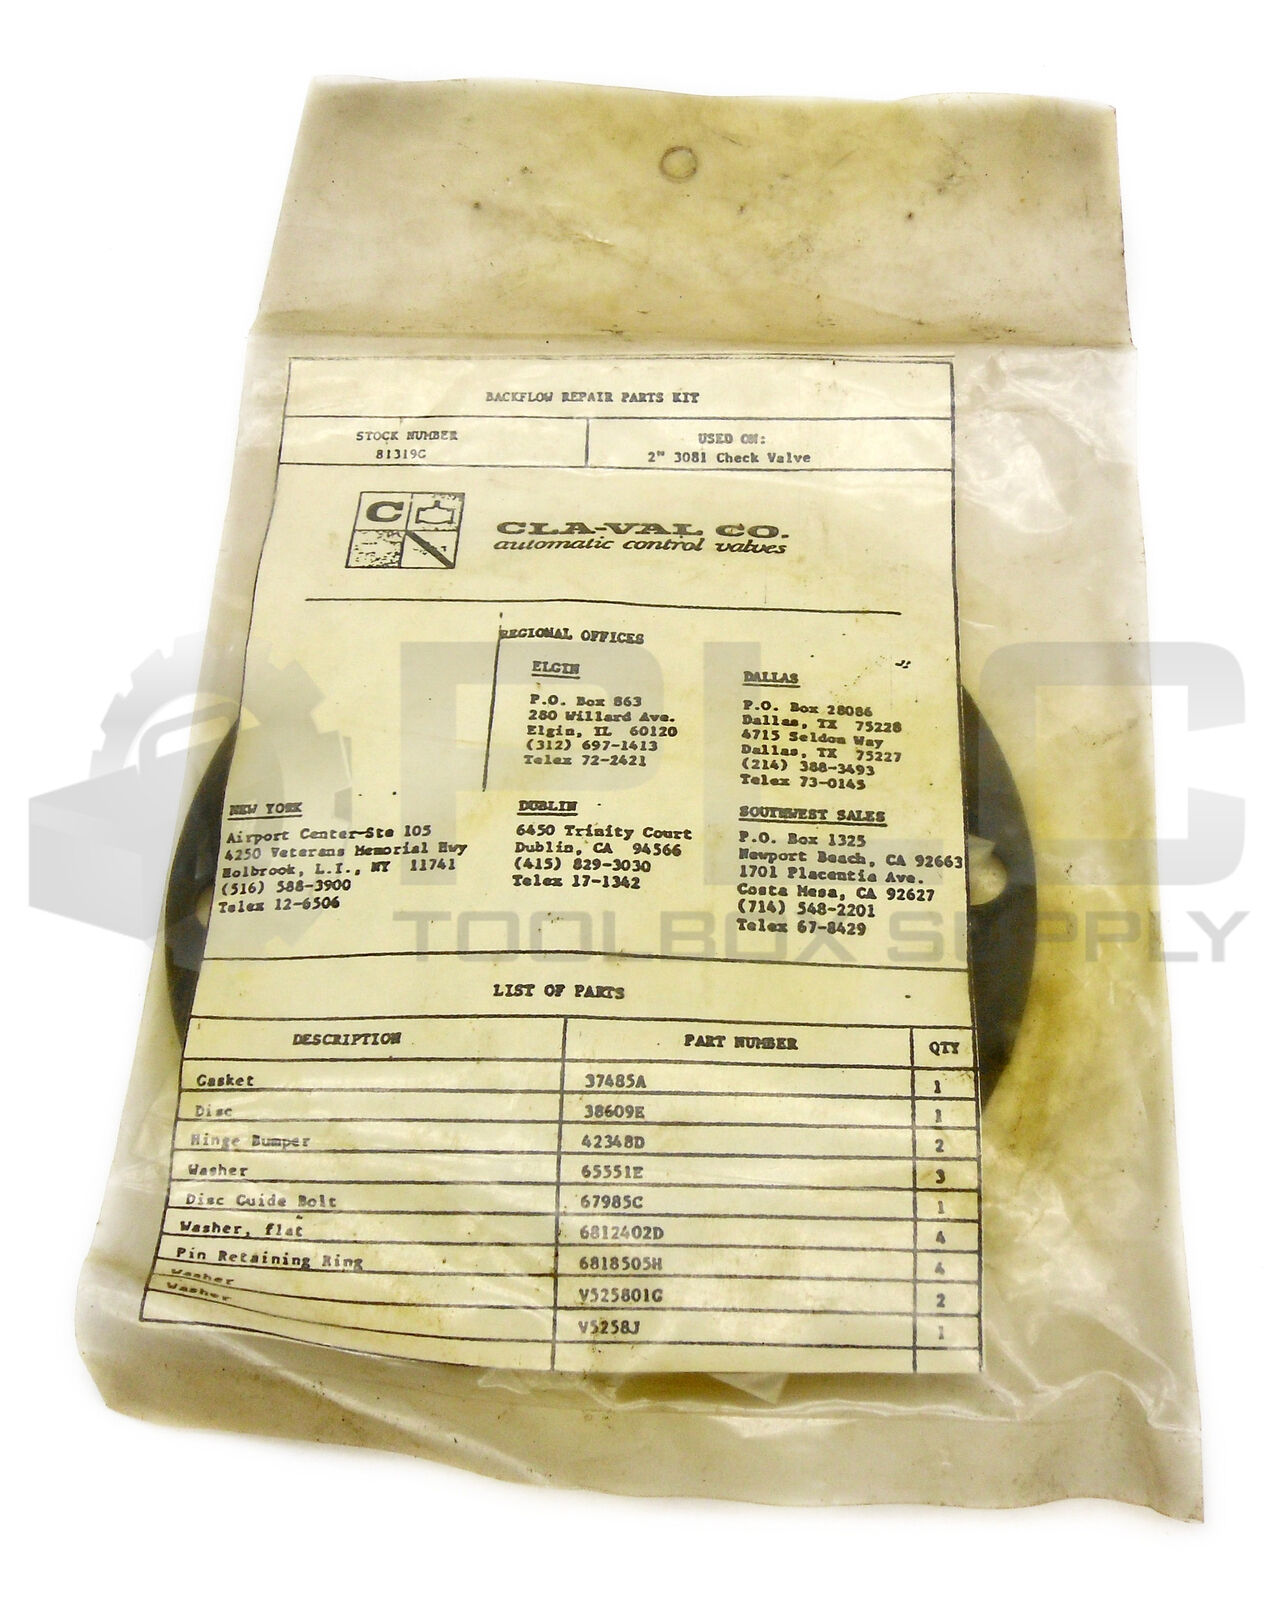 BACKFLOW REPAIR PARTS KIT
STOCK NUMBER
81319G
USED ON:
2" 3081 Check Valve
C
CLA-VAL CO.
automatic control valves
REGIONAL OFFICES
ELGIN
P.O. Box 863
280 Willard Ave.
Elgin, IL 60120
(312) 697-1413
Telex 72-2421
DALLAS
P.O. Box 28086
Dallas, TX 75228
4715 Seldon Way
Dallas, TX 75227
(214) 388-3493
Telex 73-0145
NEW YORK
Airport Center-Ste 105
4250 Veterans Memorial Hwy
Holbrook, L.I., NY 11741
(516) 588-3900
Telex 12-6506
DUBLIN
6450 Trinity Court
Dublin, CA 94566
(415) 829-3030
Telex 17-1342
SOUTHWEST SALES
P.O. Box 1325
Newport Beach, CA 92663
1701 Placentia Ave.
Costa Mesa, CA 92627
(714) 548-2201
Telex 67-8429
PLC
TOOLBOX SUPPLY
LIST OF PARTS
DESCRIPTION PART NUMBER QTY
Gasket 37485A 1
Disc 38609E 1
Hinge Bumper 42348D 2
Washer 65551E 3
Disc Guide Bolt 67985C 1
Washer, flat 6812402D 4
Pin Retaining Ring 6818505H 4
Washer V525801G 2
Washer V5258J 1